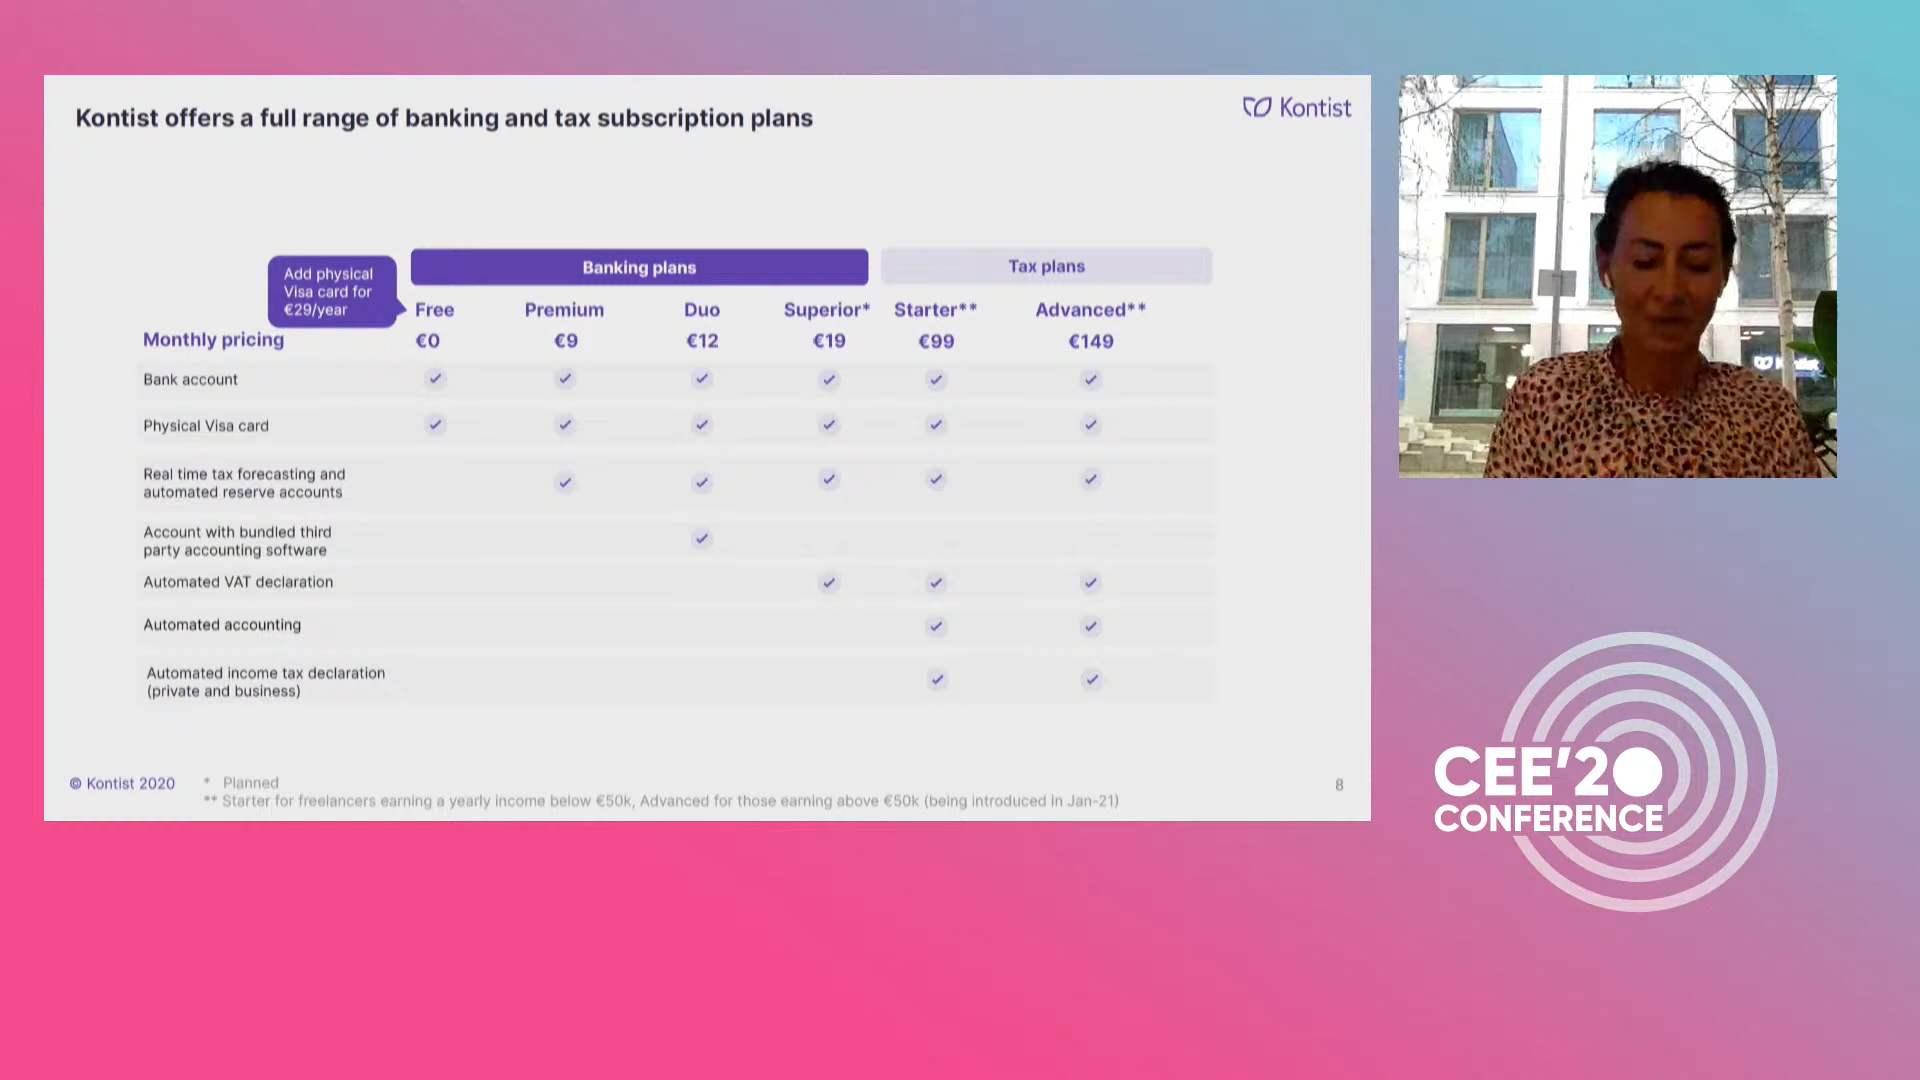 Kontist offers a full range of banking and tax subscription plans
Kontist
Add physical
Visa card for
€29/year
Banking plans
Tax plans
Free
Premium
Duo
Superior*
Starter**
Advanced**
Monthly pricing
€0
€9
€12
€19
€99
€149
Bank account
Physical Visa card
Real time tax forecasting and
automated reserve accounts
Account with bundled third
party accounting software
Automated VAT declaration
Automated accounting
Automated income tax declaration
(private and business)
© Kontist 2020
* Planned
** Starter for freelancers earning a yearly income below €50k, Advanced for those earning above €50k (being introduced in Jan-21)
8
Kontist
CEE'20
CONFERENCE